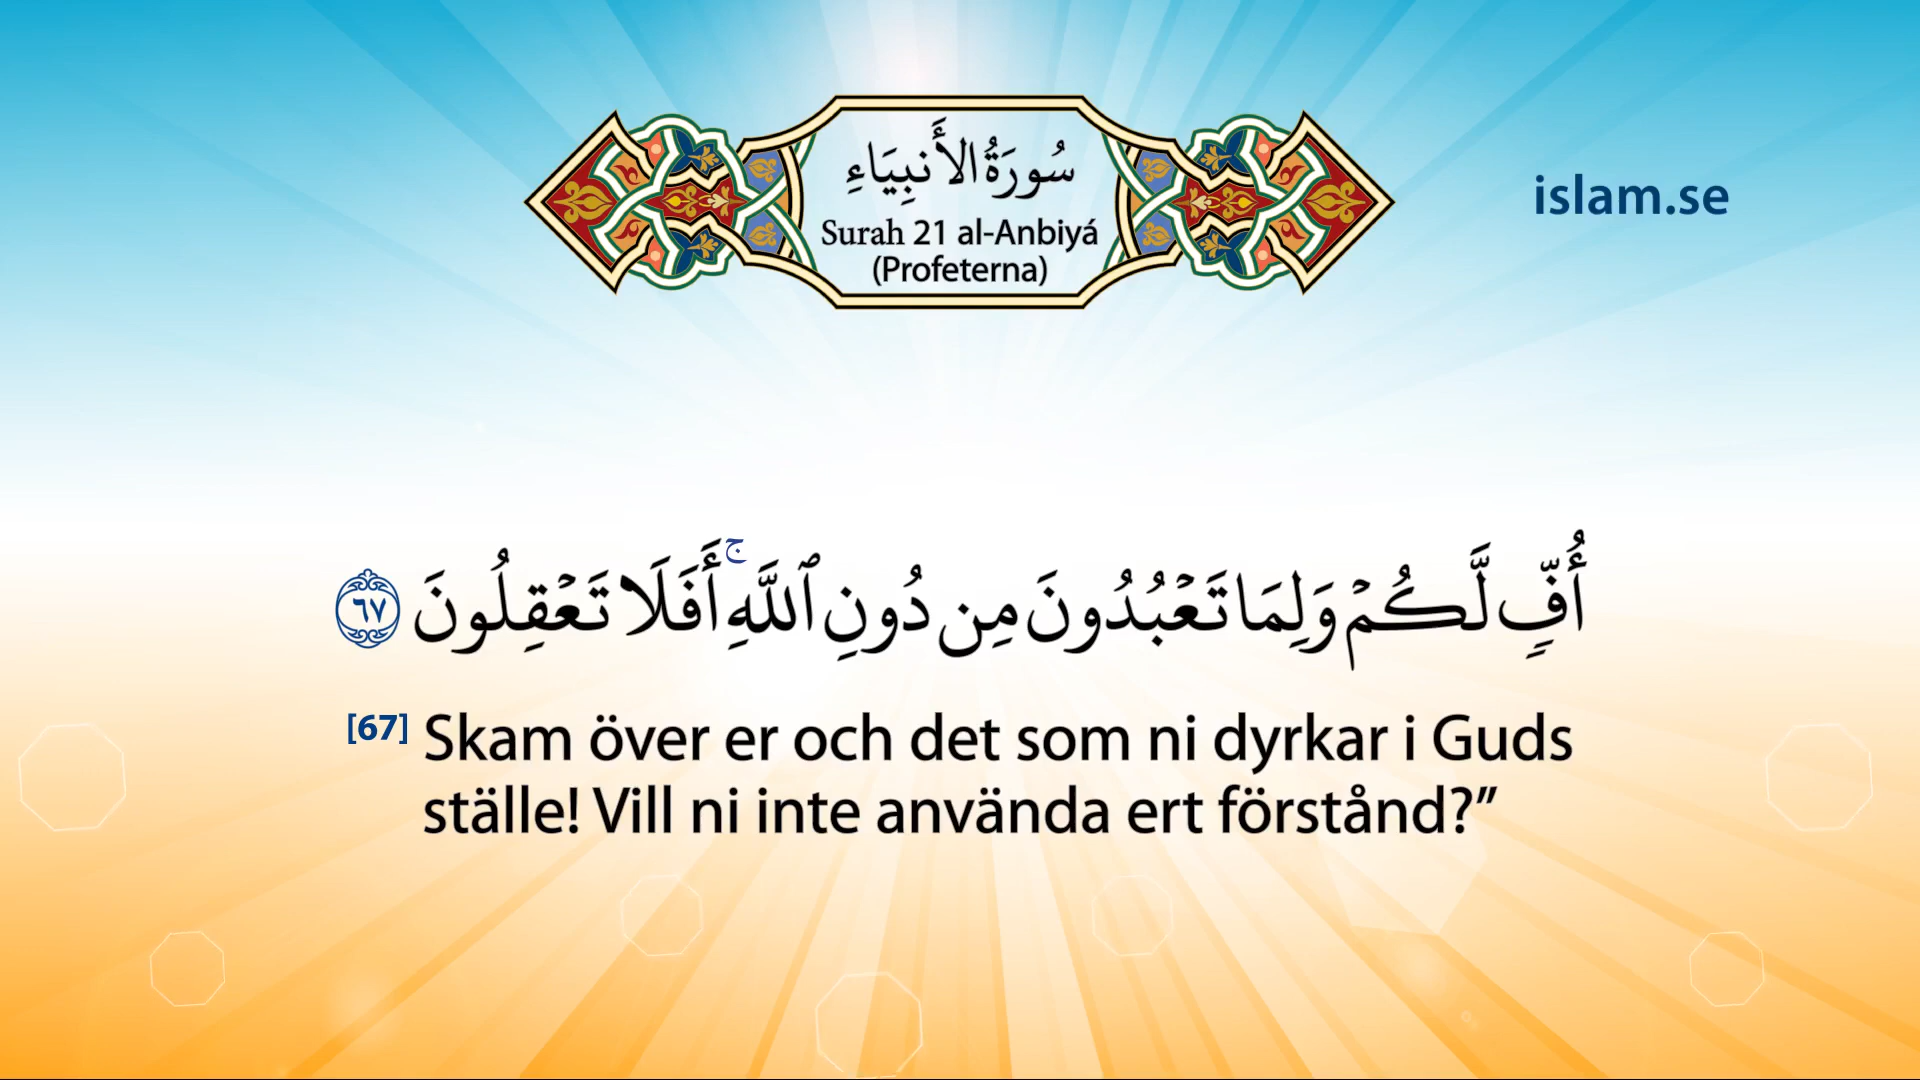 سُورَةُ الأَنبِيَاءِ
Surah 21 al-Anbiyá
(Profeterna)
islam.se
أُفٍّ لَّكُمۡ وَلِمَا تَعۡبُدُونَ مِن دُونِ ٱللَّهِۚ أَفَلَا تَعۡقِلُونَ ٦٧
[67] Skam över er och det som ni dyrkar i Guds
ställe! Vill ni inte använda ert förstånd?”